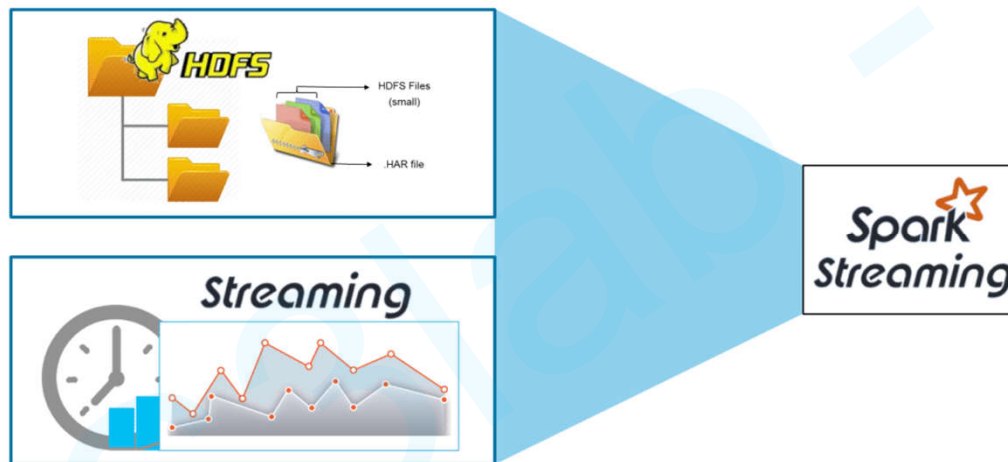 HDFS
HDFS Files
(small)
.HAR file
Streaming
Spark
Streaming